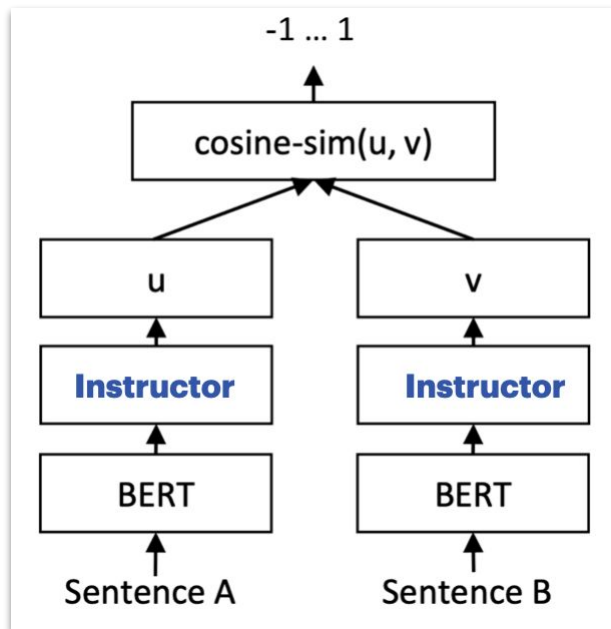 -1 ... 1
cosine-sim(u, v)
u v
Instructor Instructor
BERT BERT
Sentence A Sentence B